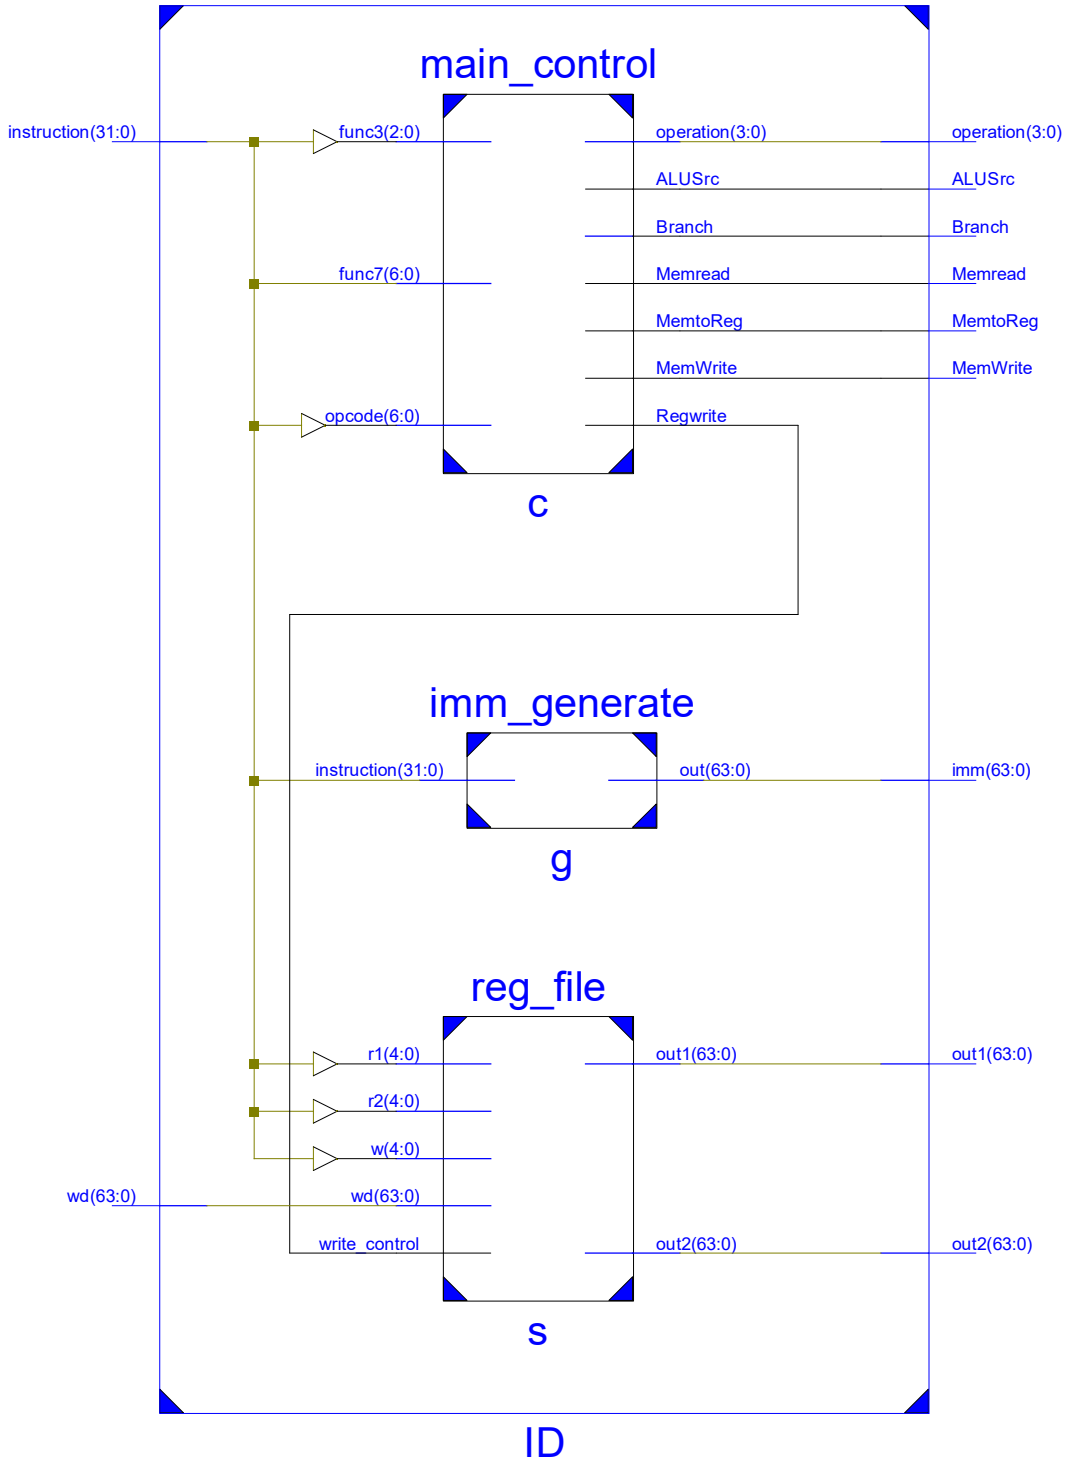 main_control
instruction(31:0)
func3(2:0)
operation(3:0)
operation(3:0)
ALUSrc
ALUSrc
Branch
Branch
func7(6:0)
Memread
Memread
MemtoReg
MemtoReg
MemWrite
MemWrite
opcode(6:0)
Regwrite
c
imm_generate
instruction(31:0)
out(63:0)
imm(63:0)
g
reg_file
r1(4:0)
out1(63:0)
out1(63:0)
r2(4:0)
w(4:0)
wd(63:0)
wd(63:0)
write_control
out2(63:0)
out2(63:0)
s
ID